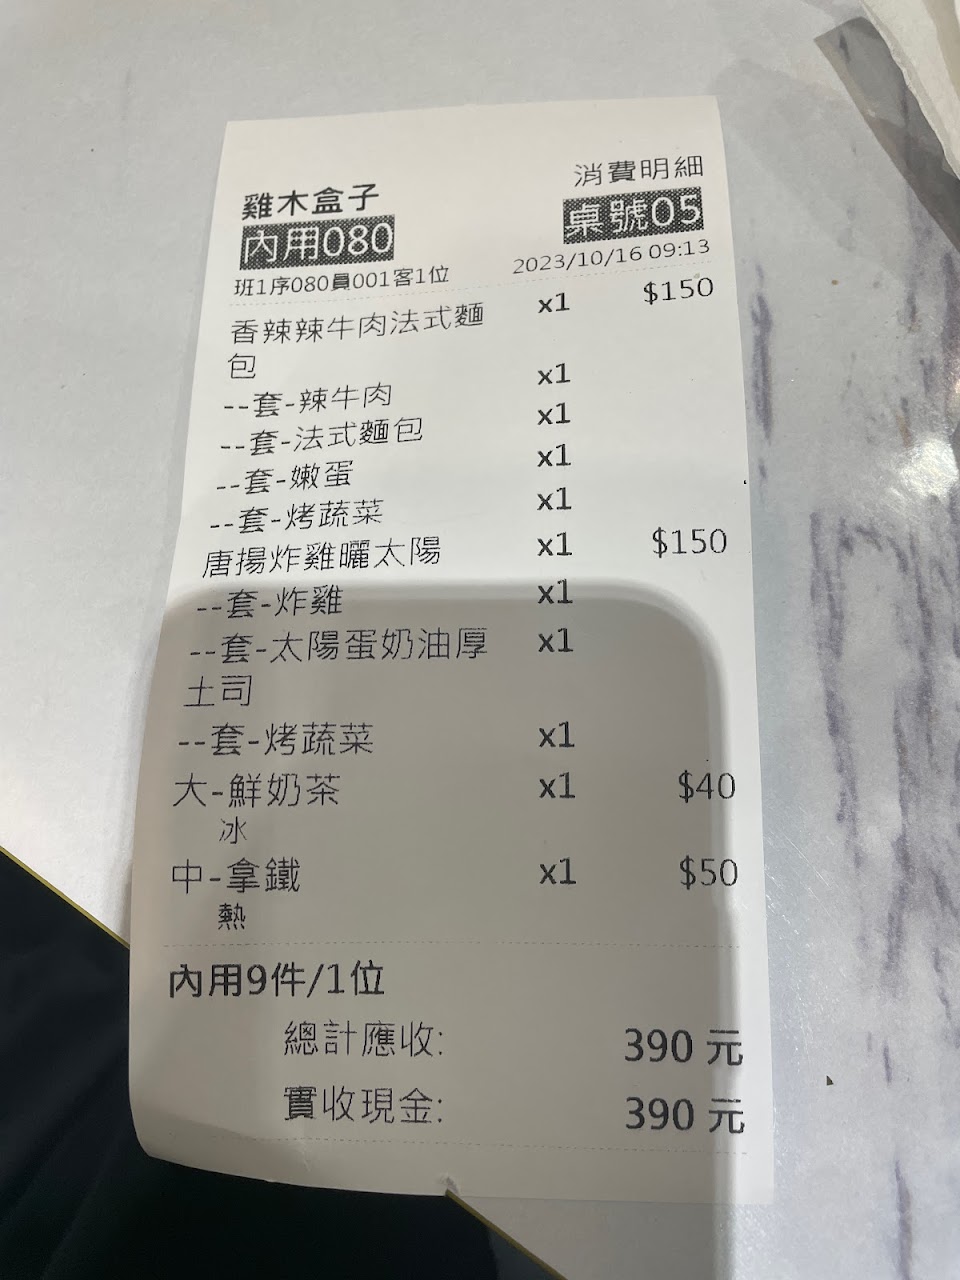 消費明細
雞木盒子
內用080 桌號05
班1序080員001客1位 2023/10/16 09:13
香辣辣牛肉法式麵 x1 $150
包
--套-辣牛肉 x1
--套-法式麵包 x1
--套-嫩蛋 x1
--套-烤蔬菜 x1
唐揚炸雞曬太陽 x1 $150
--套-炸雞 x1
--套-太陽蛋奶油厚 x1
土司
--套-烤蔬菜 x1
大-鮮奶茶 x1 $40
冰
中-拿鐵 x1 $50
熱
內用9件/1位
總計應收: 390 元
實收現金: 390 元